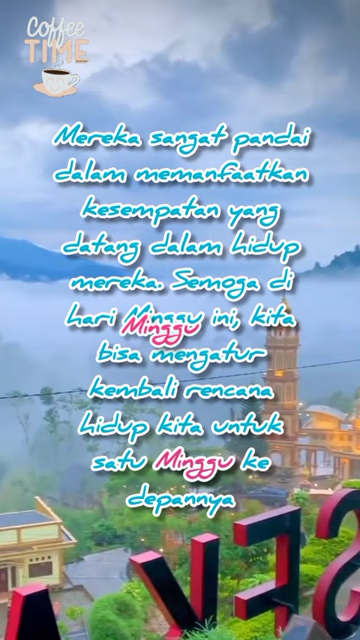 Coffee
TIME
Mereka sangat pandai
dalam memanfaatkan
kesempatan yang
datang dalam hidup
mereka. Semoga di
hari Minggu ini, kita
Minggu
bisa mengatur
kembali rencana
hidup kita untuk
satu Minggu ke
depannya